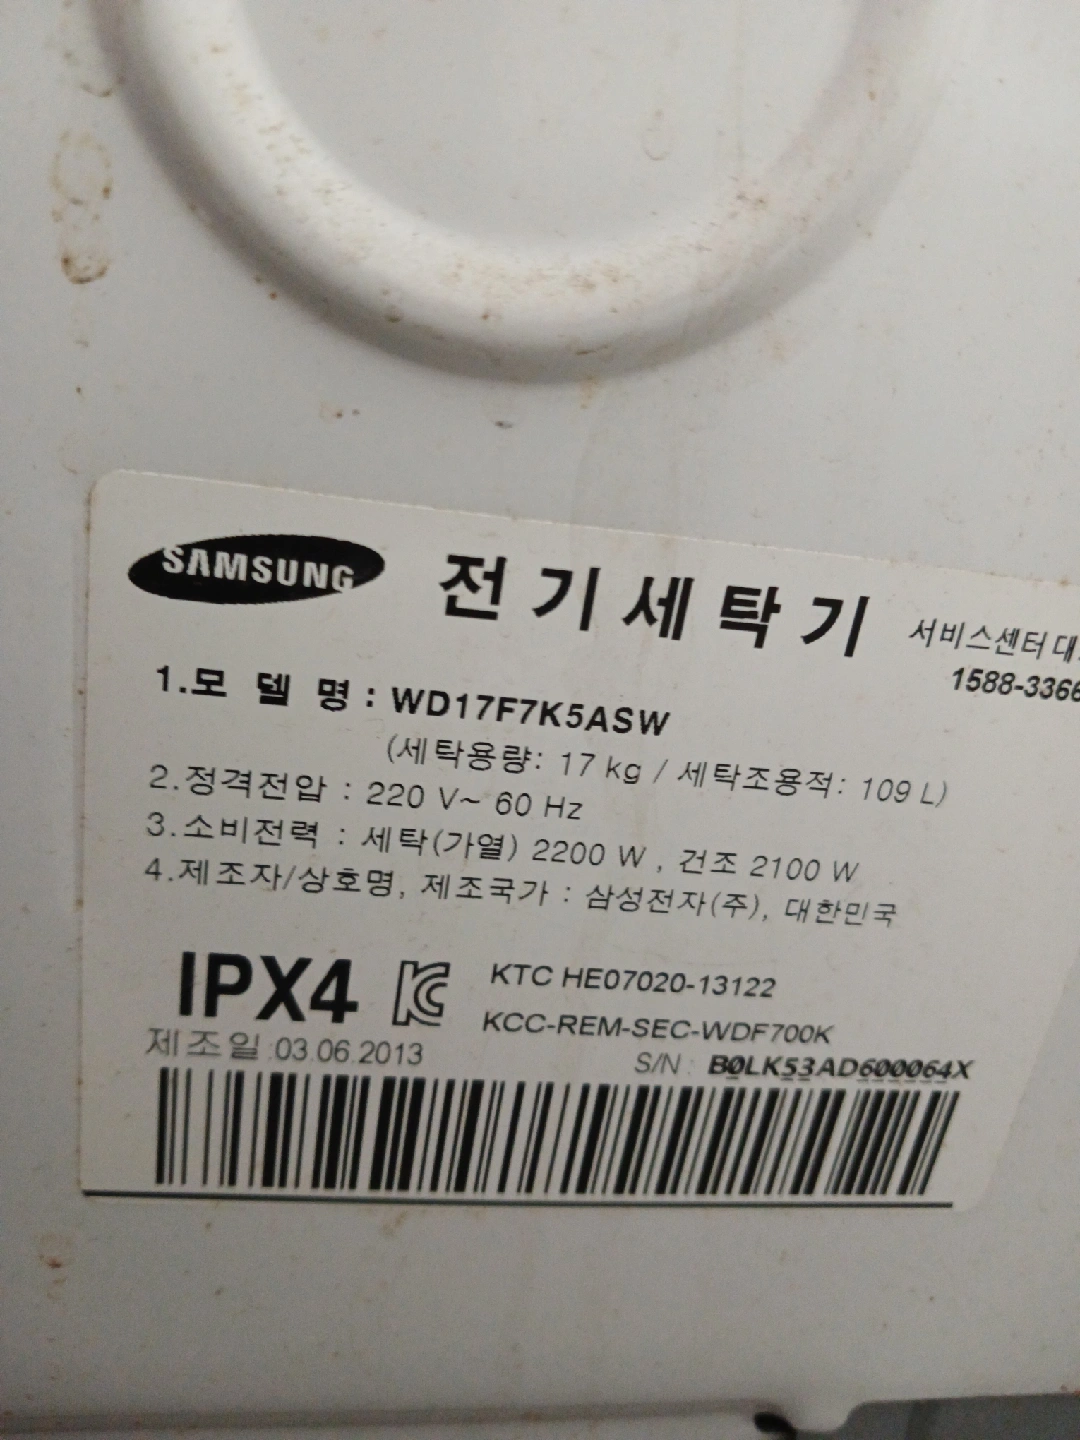 SAMSUNG 전기세탁기 서비스센터
1588-3366
1.모 델 명 : WD17F7K5ASW
(세탁용량: 17 kg / 세탁조용적: 109 L)
2.정격전압 : 220 V~ 60 Hz
3.소비전력 : 세탁(가열) 2200 W , 건조 2100 W
4.제조자/상호명, 제조국가 : 삼성전자(주), 대한민국
IPX4 KTC HE07020-13122
KCC-REM-SEC-WDF700K
제조일:03.06.2013 S/N : B0LK53AD600064X